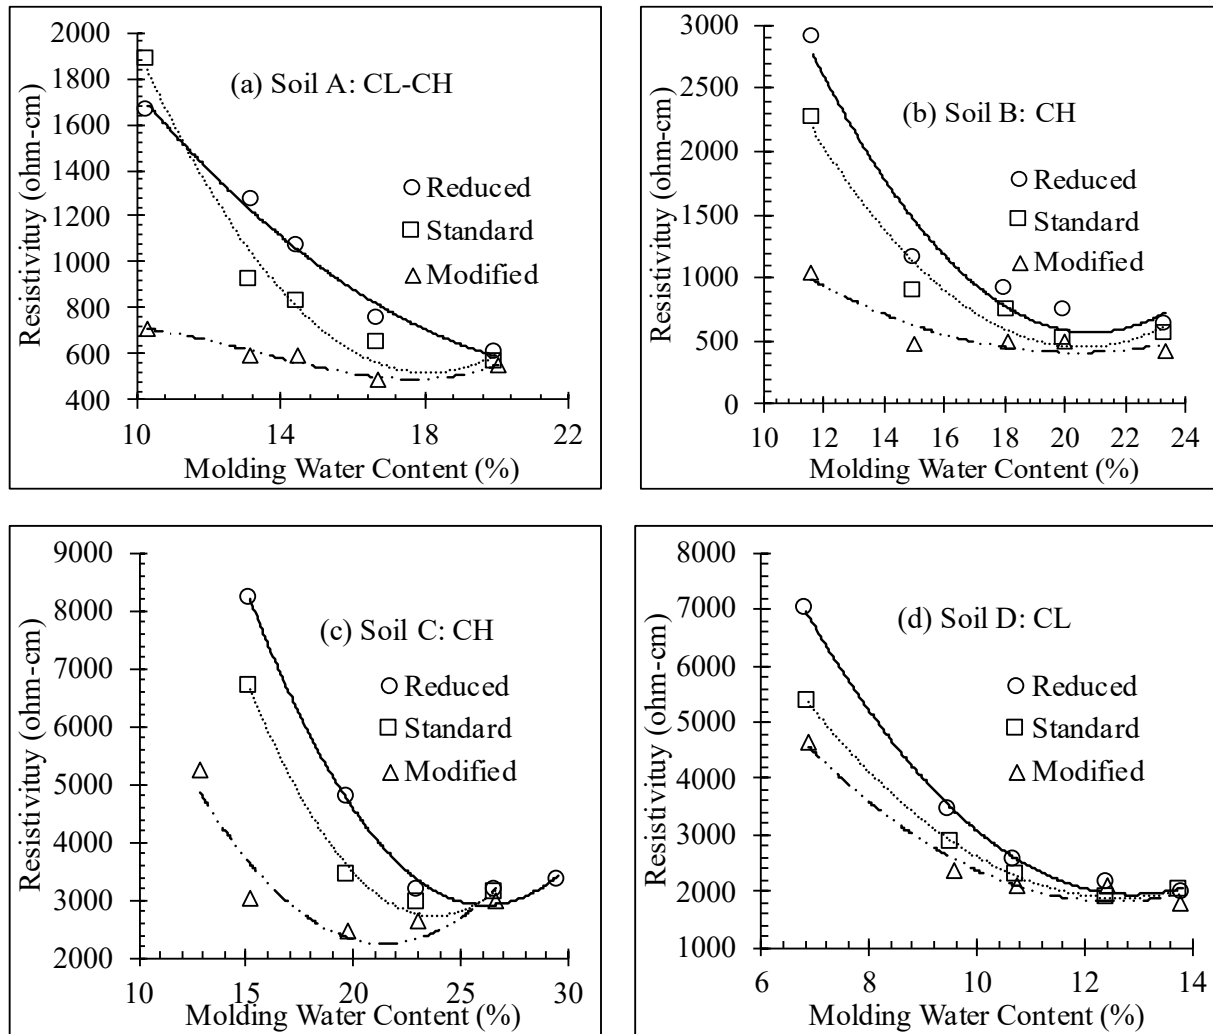 2000
1800
1600
1400
1200
1000
800
600
400
10
14
18
22
Resistivituy (ohm-cm)
Molding Water Content (%)
(a) Soil A: CL-CH
Reduced
Standard
Modified
3000
2500
2000
1500
1000
500
0
10
12
14
16
18
20
22
24
Resistivituy (ohm-cm)
Molding Water Content (%)
(b) Soil B: CH
Reduced
Standard
Modified
9000
8000
7000
6000
5000
4000
3000
2000
10
15
20
25
30
Resistivituy (ohm-cm)
Molding Water Content (%)
(c) Soil C: CH
Reduced
Standard
Modified
8000
7000
6000
5000
4000
3000
2000
1000
6
8
10
12
14
Resistivituy (ohm-cm)
Molding Water Content (%)
(d) Soil D: CL
Reduced
Standard
Modified